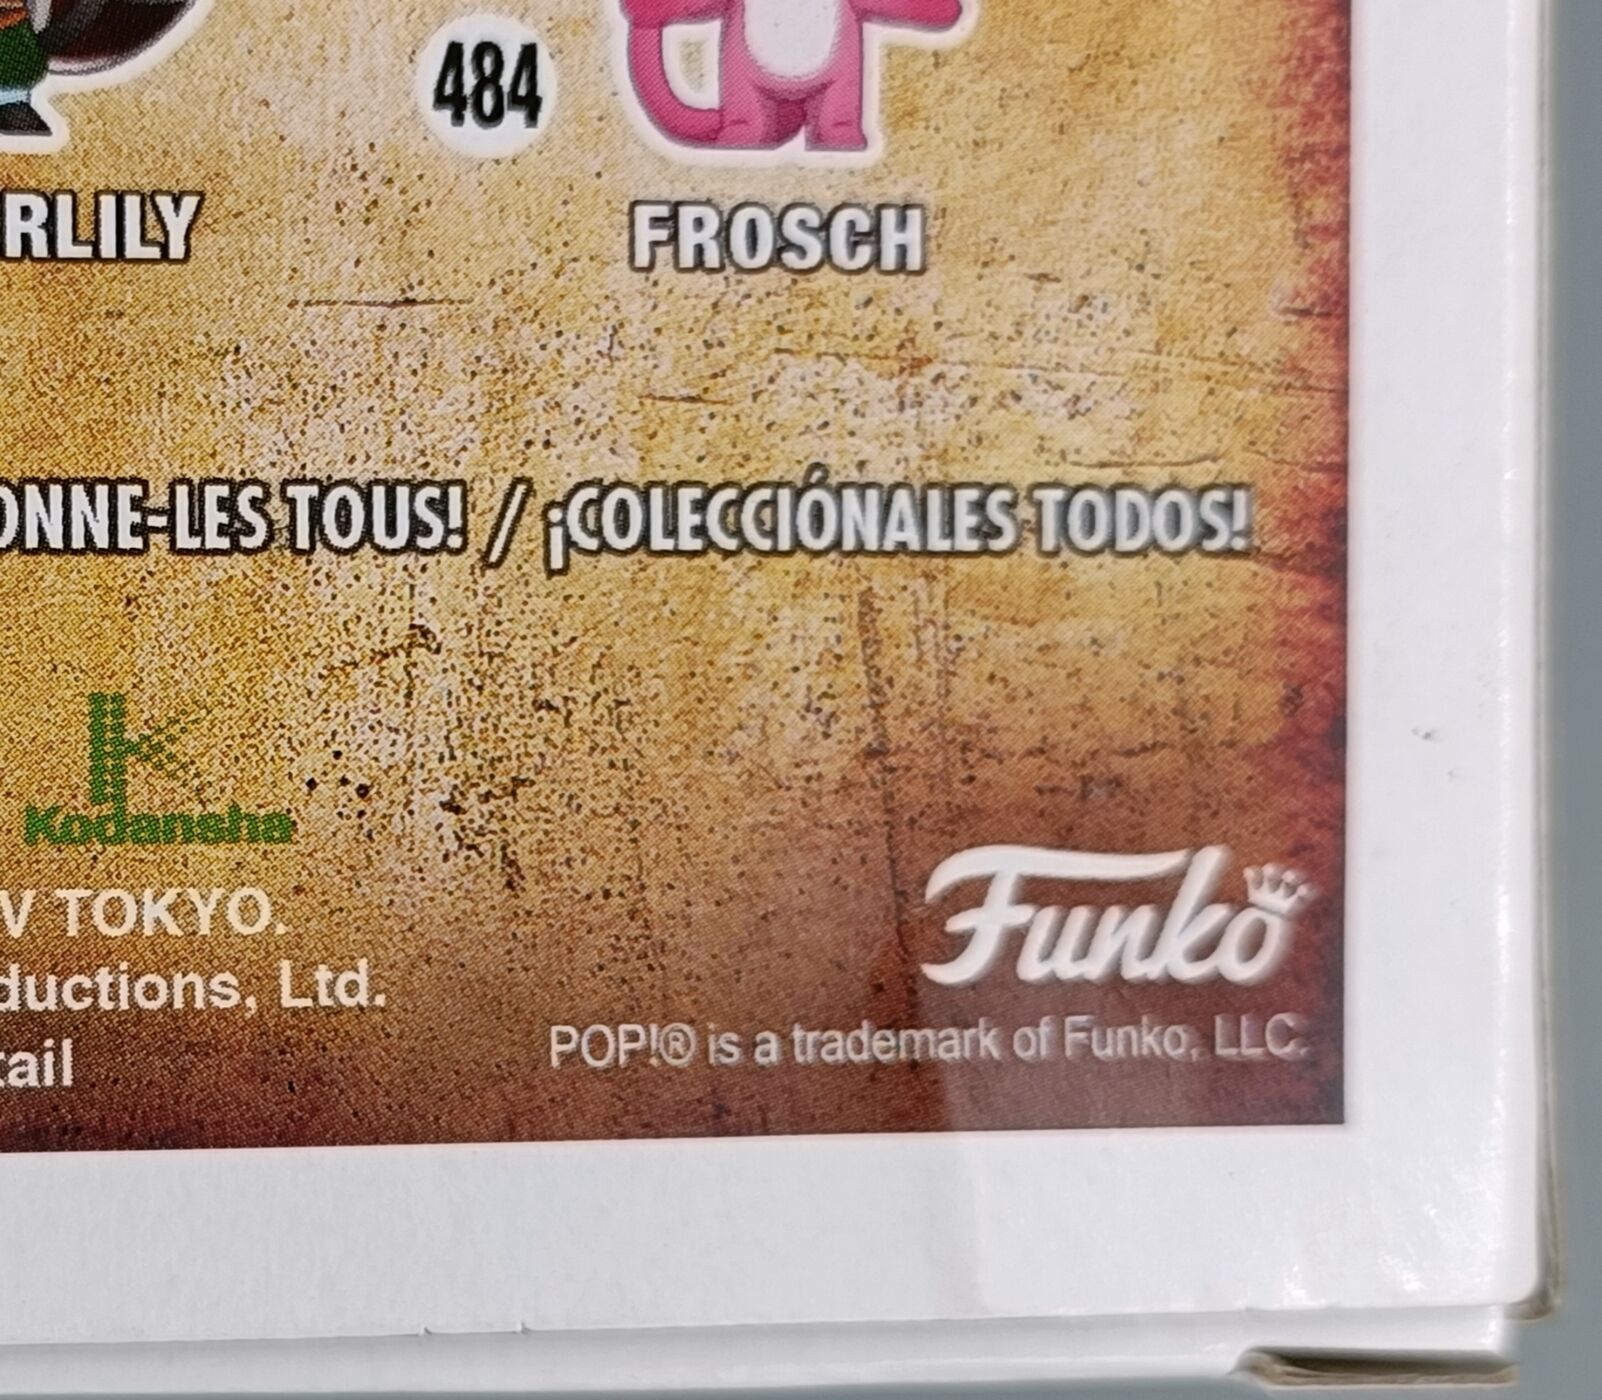 484
RLILY
FROSCH
ONNE-LES TOUS! / ¡COLECCIÓNALES TODOS!
Kodansha
V TOKYO.
ductions, Ltd.
tail
Funko
POP!® is a trademark of Funko, LLC.